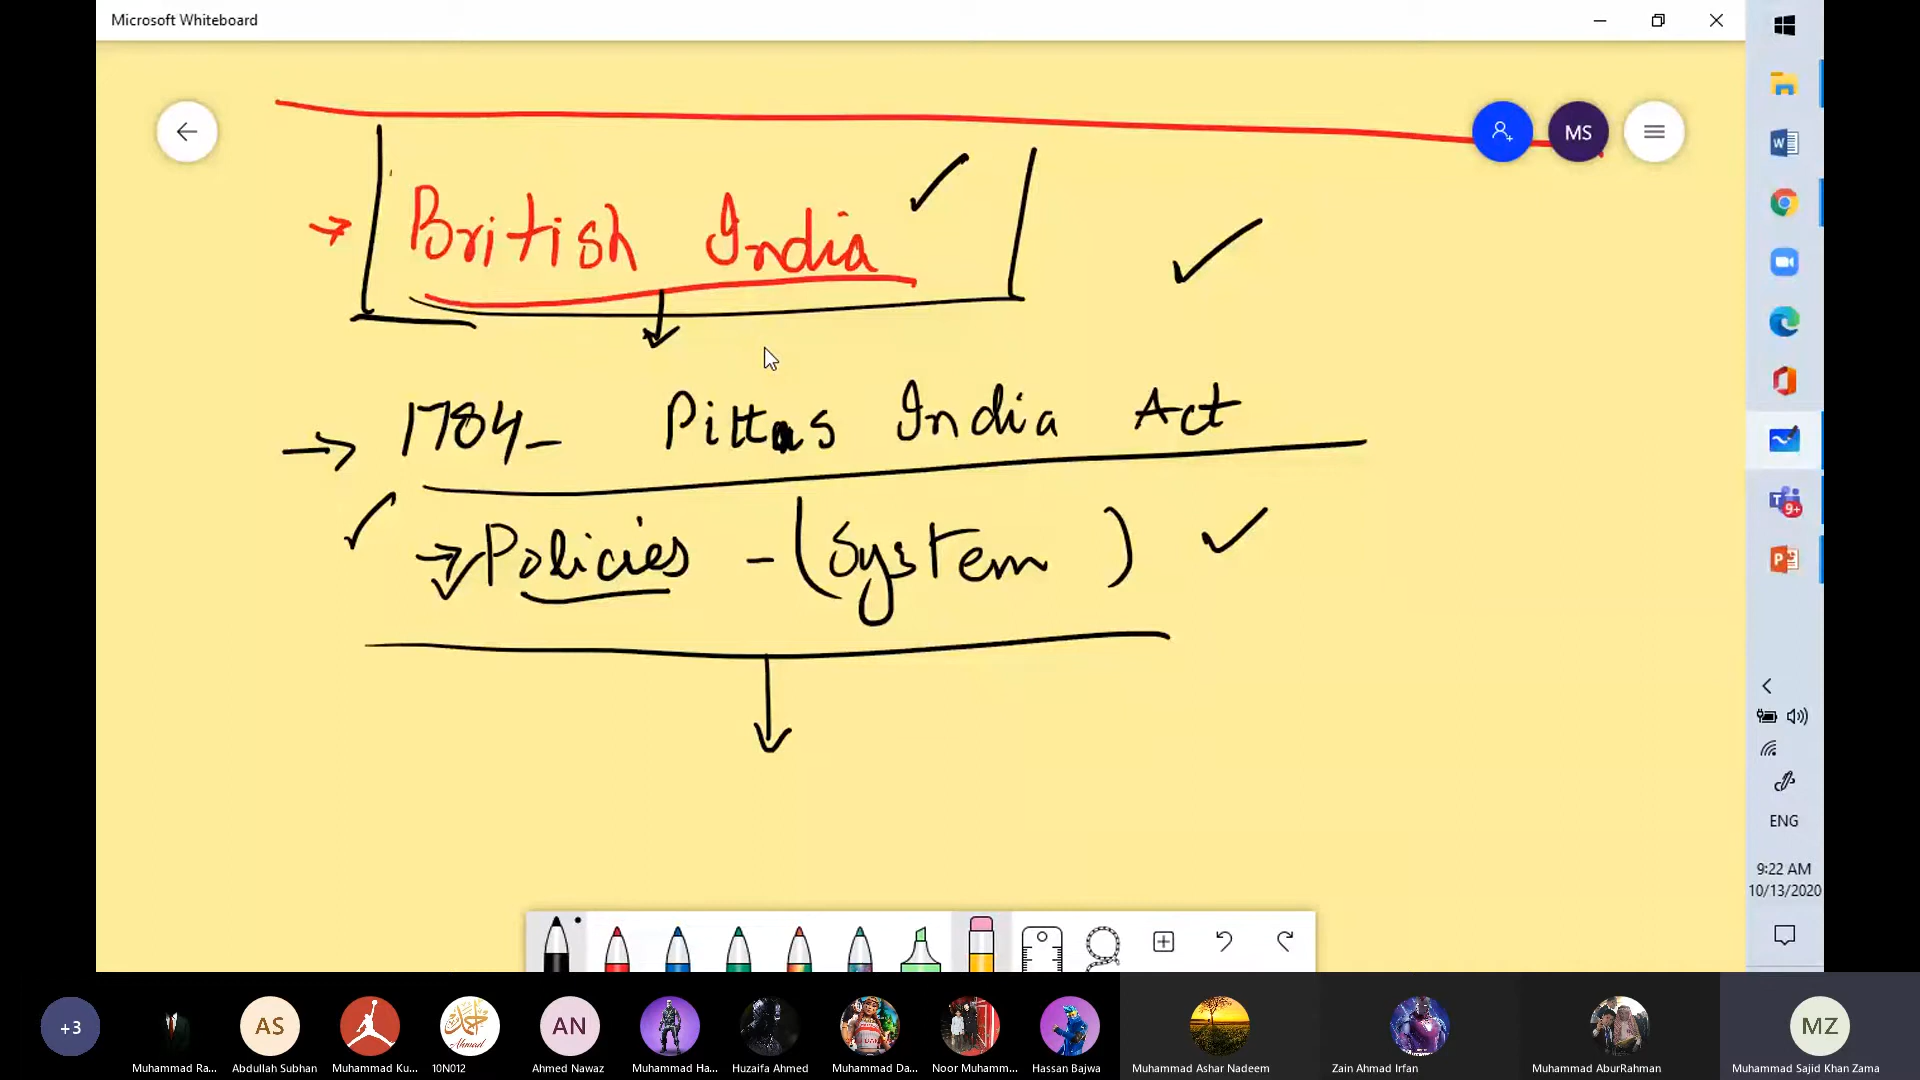 Microsoft Whiteboard
MS
→ British India ✓
✓
→ 1784 - Pittas India Act
✓ → Policies - (System) ✓
9+
ENG
9:22 AM
10/13/2020
+3
AS
AN
MZ
Muhammad Ra...
Abdullah Subhan
Muhammad Ku...
10N012
Ahmed Nawaz
Muhammad Ha...
Huzaifa Ahmed
Muhammad Da...
Noor Muhamm...
Hassan Bajwa
Muhammad Ashar Nadeem
Zain Ahmad Irfan
Muhammad AburRahman
Muhammad Sajid Khan Zama